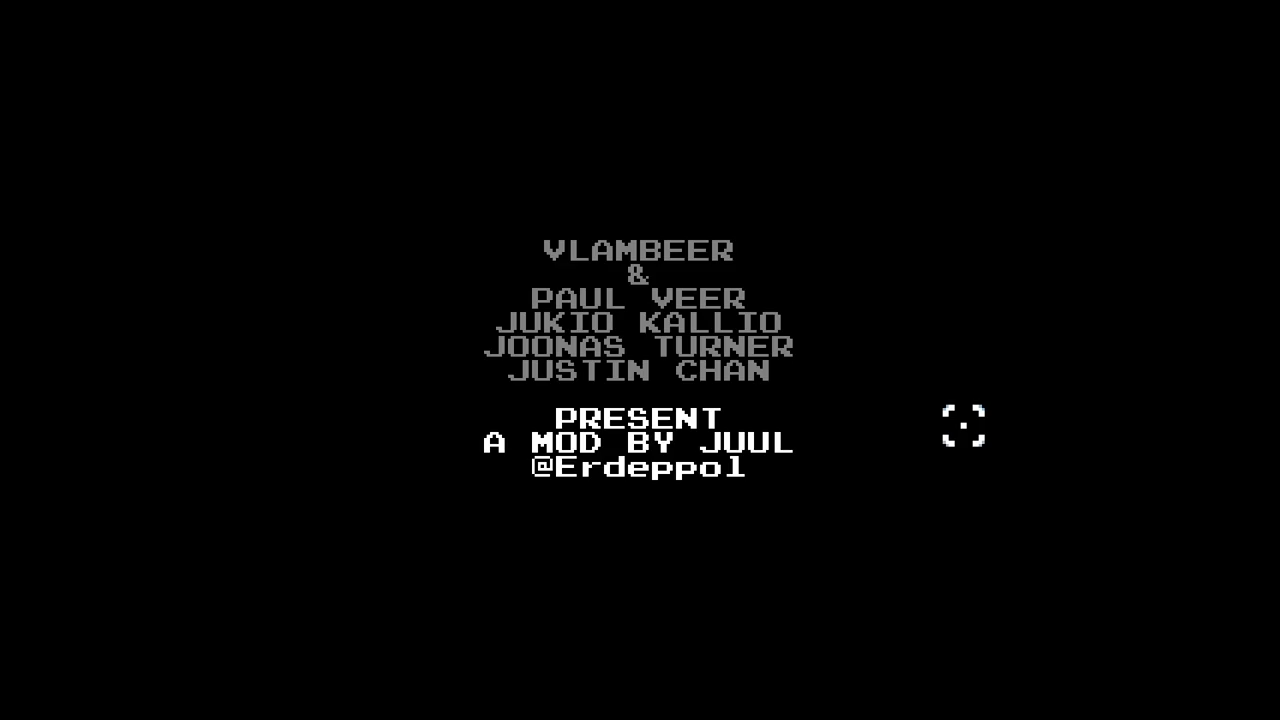 VLAMBEER
&
PAUL VEER
JUKIO KALLIO
JOONAS TURNER
JUSTIN CHAN
PRESENT
A MOD BY JUUL
@Erdeppol